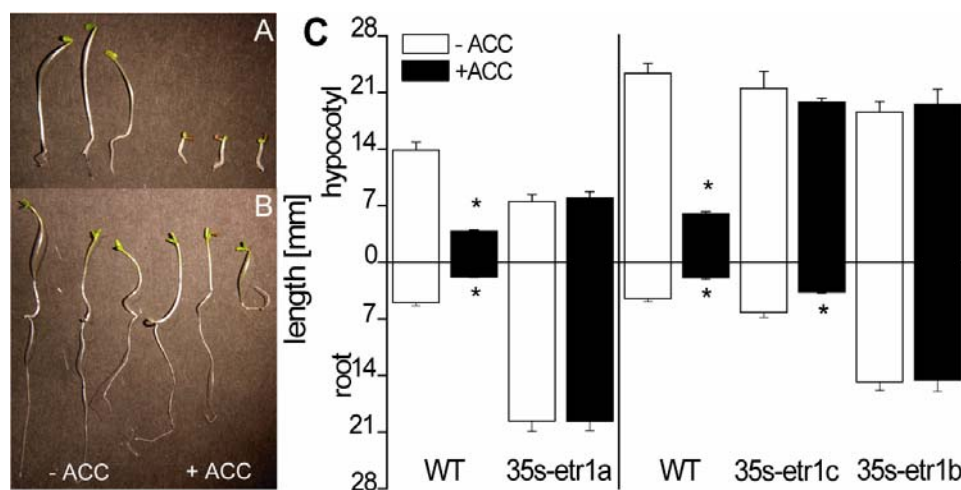 A
B
- ACC + ACC
C
- ACC
+ACC
length [mm]
hypocotyl
root
28
21
14
7
0
7
14
21
28
*
*
*
*
*
WT 35s-etr1a WT 35s-etr1c 35s-etr1b